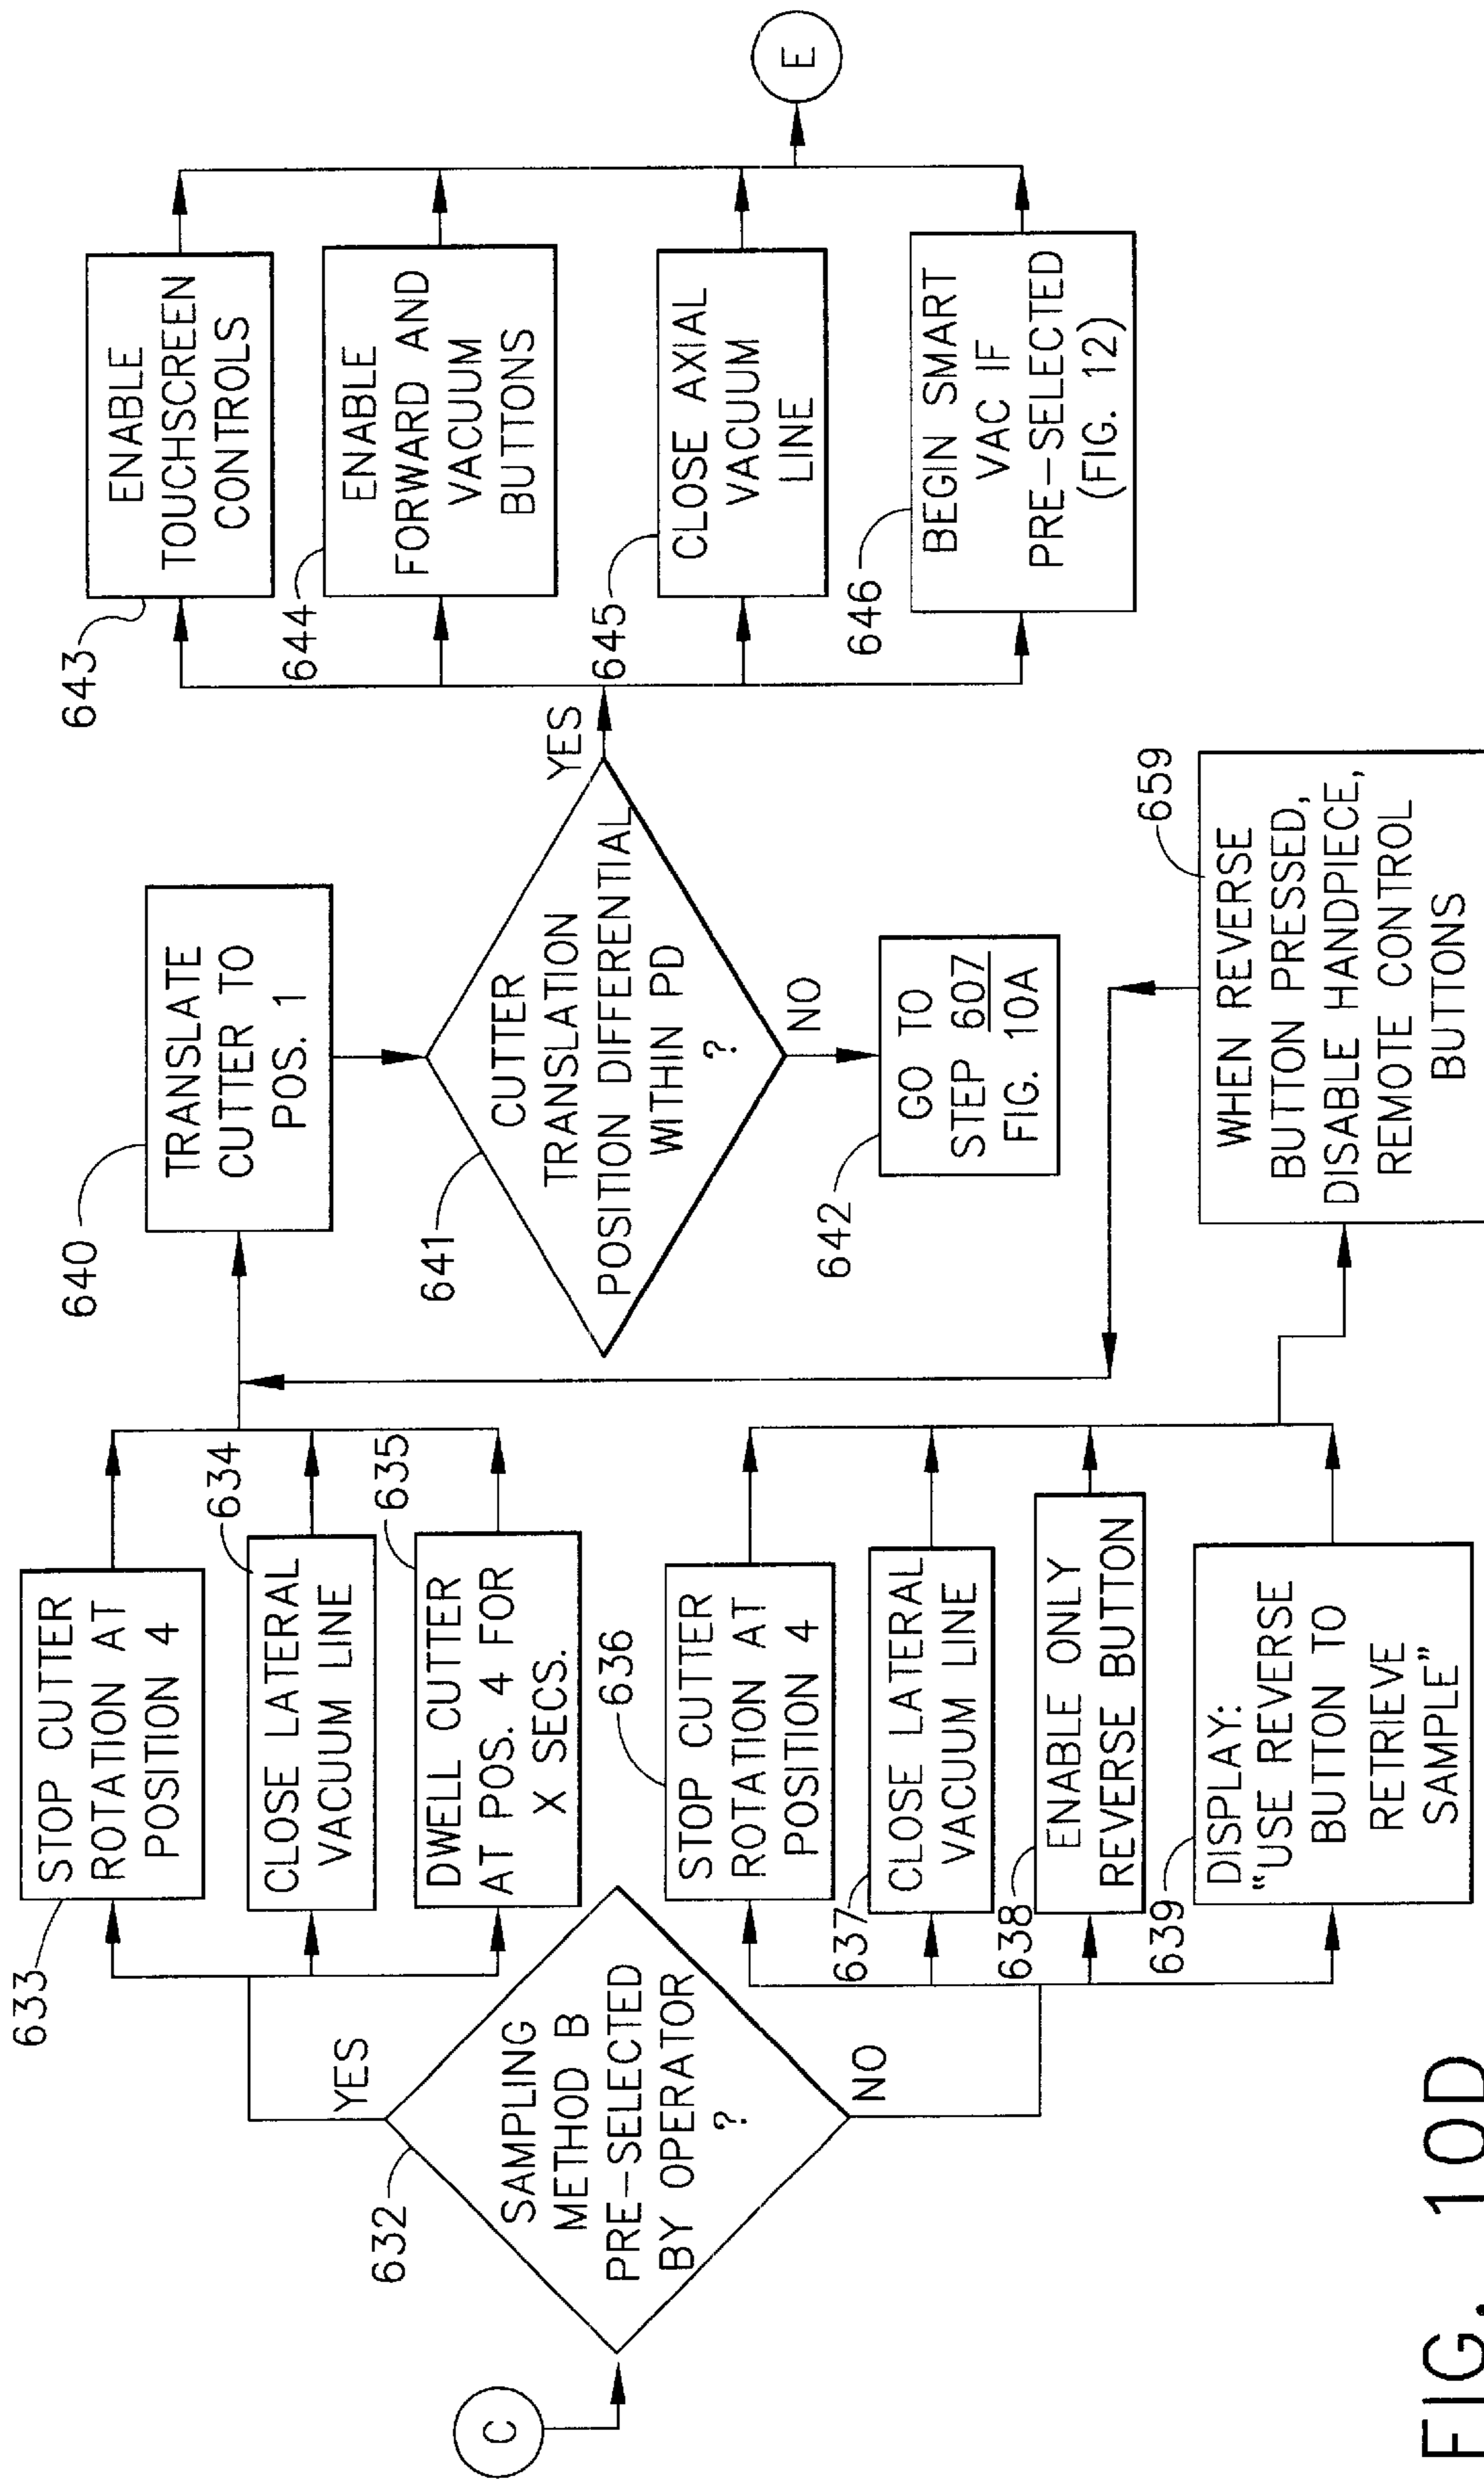 C
632
SAMPLING
METHOD B
PRE-SELECTED
BY OPERATOR
?
YES
NO
633
STOP CUTTER
ROTATION AT
POSITION 4
634
CLOSE LATERAL
VACUUM LINE
635
DWELL CUTTER
AT POS. 4 FOR
X SECS.
636
STOP CUTTER
ROTATION AT
POSITION 4
637
CLOSE LATERAL
VACUUM LINE
638
ENABLE ONLY
REVERSE BUTTON
639
DISPLAY:
"USE REVERSE
BUTTON TO
RETRIEVE
SAMPLE"
640
TRANSLATE
CUTTER TO
POS. 1
641
CUTTER
TRANSLATION
POSITION DIFFERENTIAL
WITHIN PD
?
YES
NO
642
GO TO
STEP 607
FIG. 10A
659
WHEN REVERSE
BUTTON PRESSED,
DISABLE HANDPIECE,
REMOTE CONTROL
BUTTONS
643
ENABLE
TOUCHSCREEN
CONTROLS
644
ENABLE
FORWARD AND
VACUUM
BUTTONS
645
CLOSE AXIAL
VACUUM
LINE
646
BEGIN SMART
VAC IF
PRE-SELECTED
(FIG. 12)
E
FIG. 10D